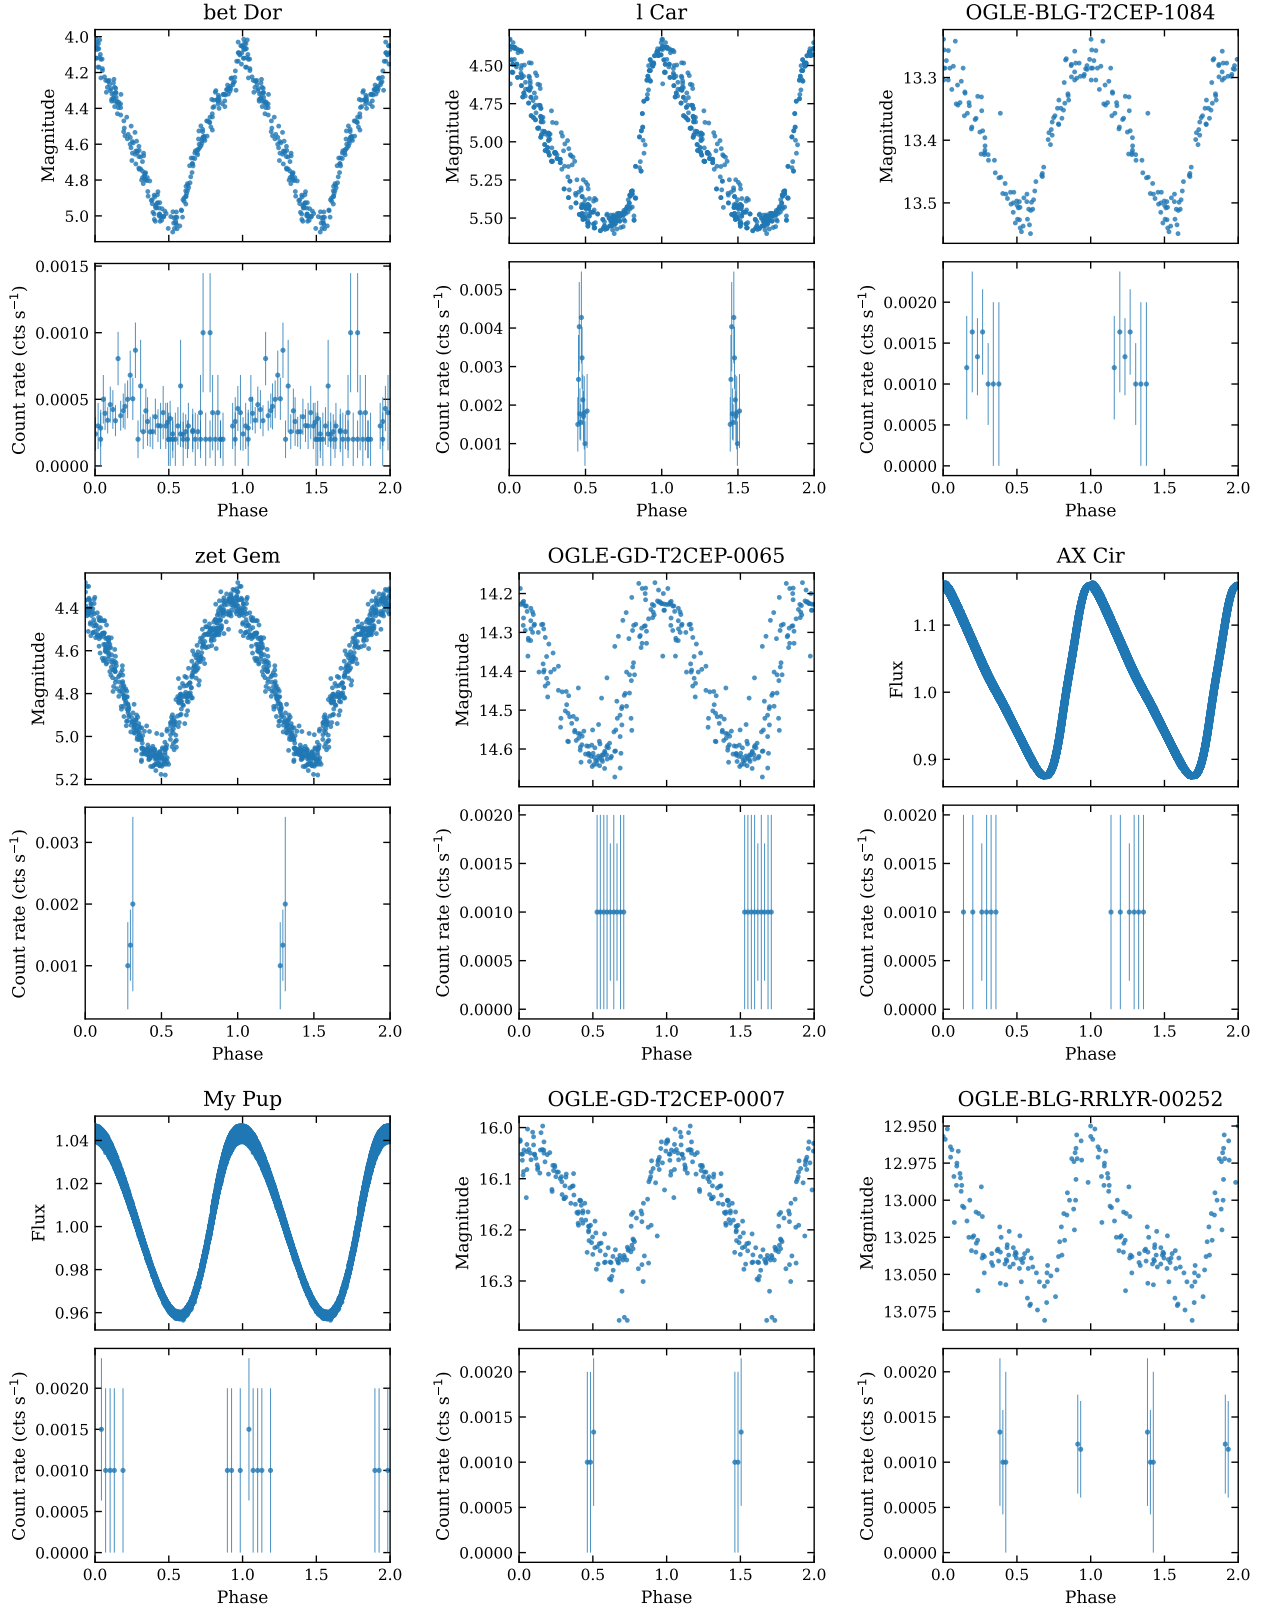 bet Dor
l Car
OGLE-BLG-T2CEP-1084
4.0
4.2
4.4
4.6
4.8
5.0
Magnitude
4.50
4.75
5.00
5.25
5.50
Magnitude
13.3
13.4
13.5
Magnitude
0.0015
0.0010
0.0005
0.0000
Count rate (cts s⁻¹)
0.0 0.5 1.0 1.5 2.0
Phase
0.005
0.004
0.003
0.002
0.001
Count rate (cts s⁻¹)
0.0 0.5 1.0 1.5 2.0
Phase
0.0020
0.0015
0.0010
0.0005
0.0000
Count rate (cts s⁻¹)
0.0 0.5 1.0 1.5 2.0
Phase
zet Gem
OGLE-GD-T2CEP-0065
AX Cir
4.4
4.6
4.8
5.0
5.2
Magnitude
14.2
14.3
14.4
14.5
14.6
Magnitude
1.1
1.0
0.9
Flux
0.003
0.002
0.001
Count rate (cts s⁻¹)
0.0 0.5 1.0 1.5 2.0
Phase
0.0020
0.0015
0.0010
0.0005
0.0000
Count rate (cts s⁻¹)
0.0 0.5 1.0 1.5 2.0
Phase
0.0020
0.0015
0.0010
0.0005
0.0000
Count rate (cts s⁻¹)
0.0 0.5 1.0 1.5 2.0
Phase
My Pup
OGLE-GD-T2CEP-0007
OGLE-BLG-RRLYR-00252
1.04
1.02
1.00
0.98
0.96
Flux
16.0
16.1
16.2
16.3
Magnitude
12.950
12.975
13.000
13.025
13.050
13.075
Magnitude
0.0020
0.0015
0.0010
0.0005
0.0000
Count rate (cts s⁻¹)
0.0 0.5 1.0 1.5 2.0
Phase
0.0020
0.0015
0.0010
0.0005
0.0000
Count rate (cts s⁻¹)
0.0 0.5 1.0 1.5 2.0
Phase
0.0020
0.0015
0.0010
0.0005
0.0000
Count rate (cts s⁻¹)
0.0 0.5 1.0 1.5 2.0
Phase